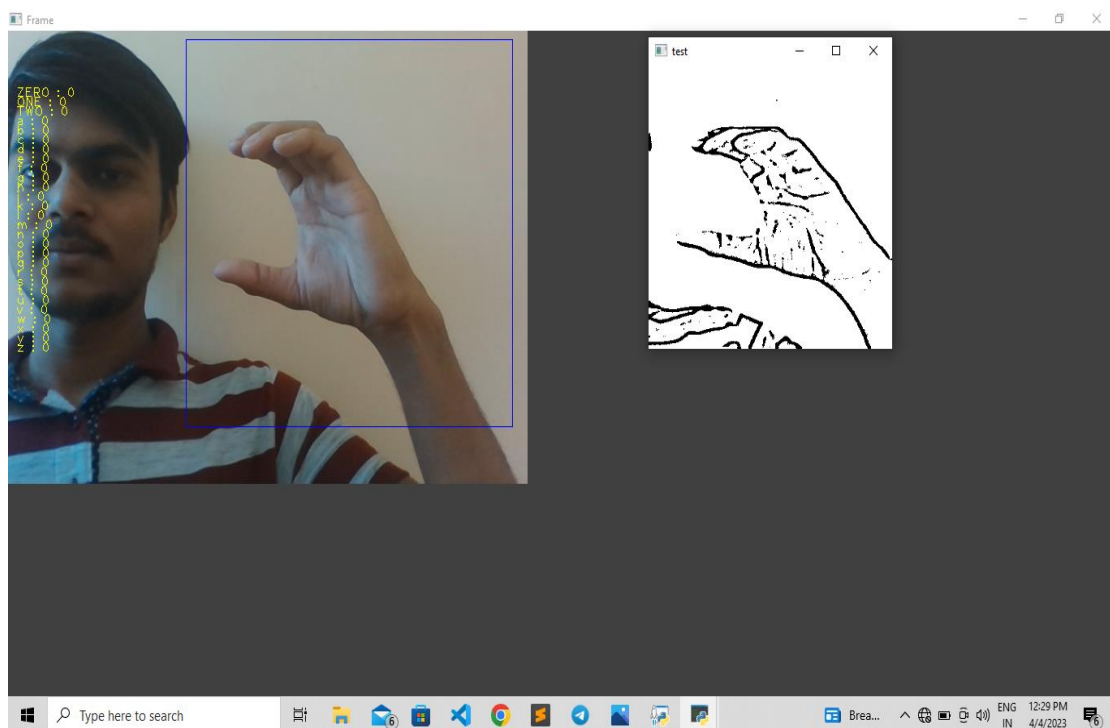 Frame
test
ZERO : 0
ONE : 0
TWO : 0
a : 0
b : 0
c : 0
d : 0
e : 0
f : 0
g : 0
h : 0
i : 0
k : 0
l : 0
m : 0
n : 0
o : 0
p : 0
q : 0
r : 0
s : 0
t : 0
u : 0
v : 0
w : 0
x : 0
y : 0
z : 0
Type here to search
6
Brea...
ENG
IN
12:29 PM
4/4/2023
6